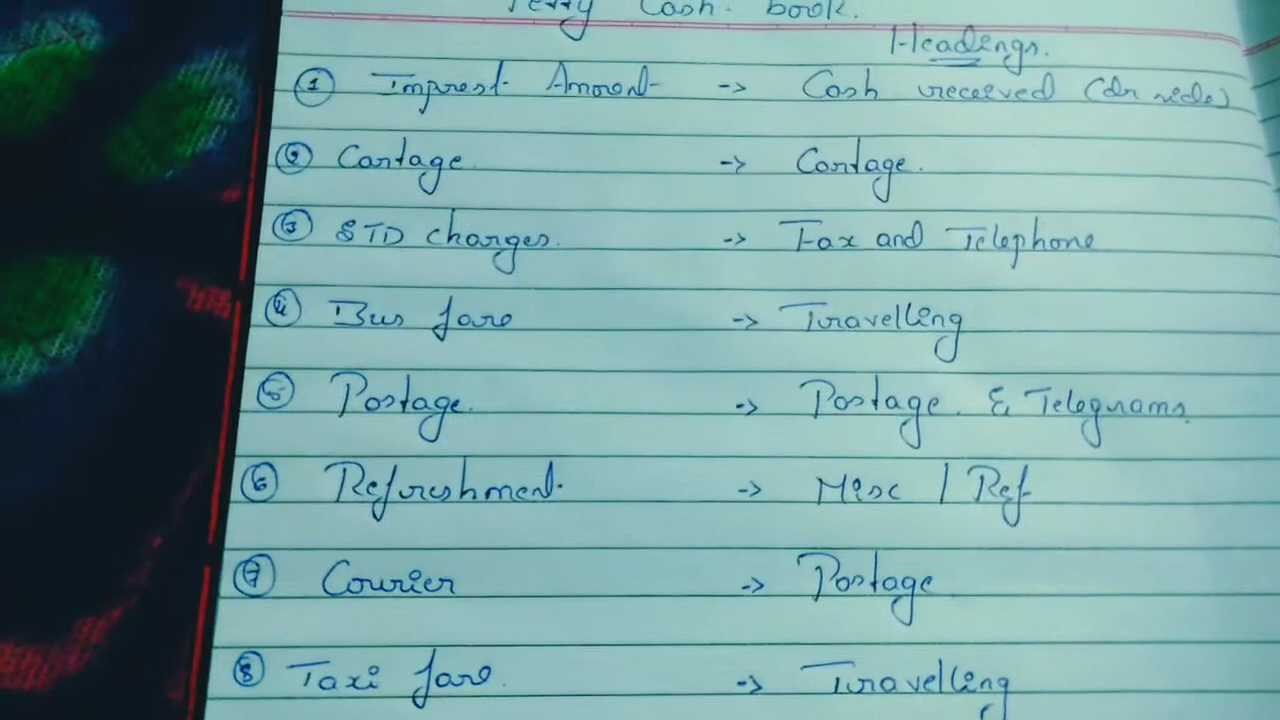 Petty Cash book.
Headings.
① Imprest Amount -> Cash received (dr side)
② Cartage -> Cartage.
③ STD charges. -> Fax and Telephone
④ Bus fare -> Travelling
⑤ Postage. -> Postage & Telegrams.
⑥ Refreshment. -> Misc / Ref
⑦ Courier -> Postage
⑧ Taxi fare. -> Travelling